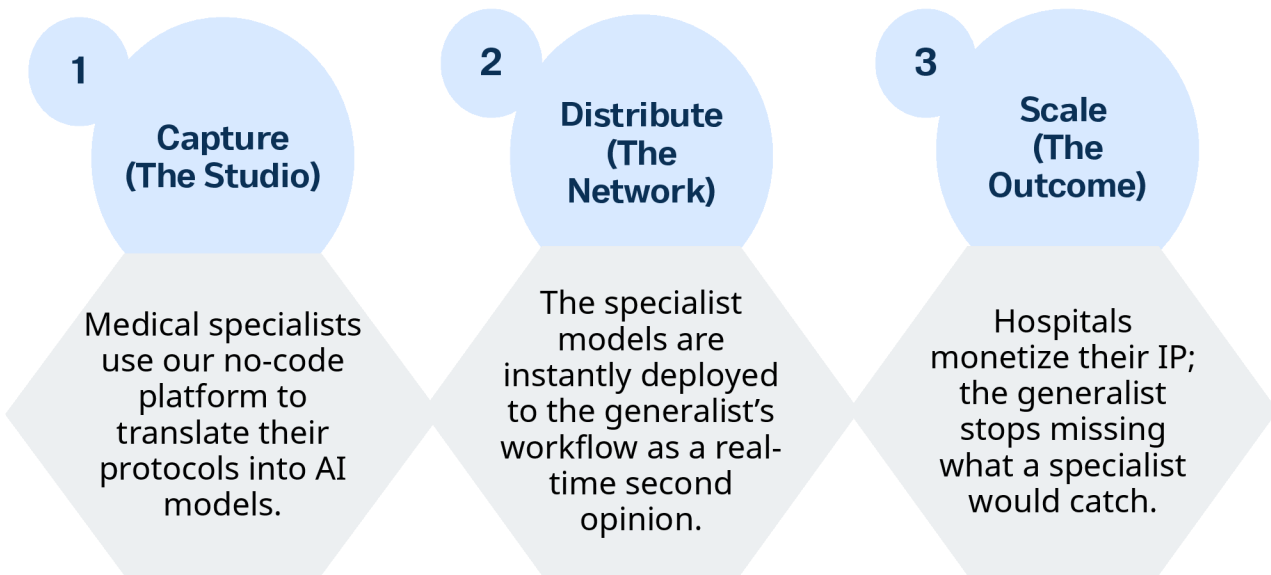 1
Capture
(The Studio)
Medical specialists
use our no-code
platform to
translate their
protocols into AI
models.
2
Distribute
(The
Network)
The specialist
models are
instantly deployed
to the generalist’s
workflow as a real-
time second
opinion.
3
Scale
(The
Outcome)
Hospitals
monetize their IP;
the generalist
stops missing
what a specialist
would catch.